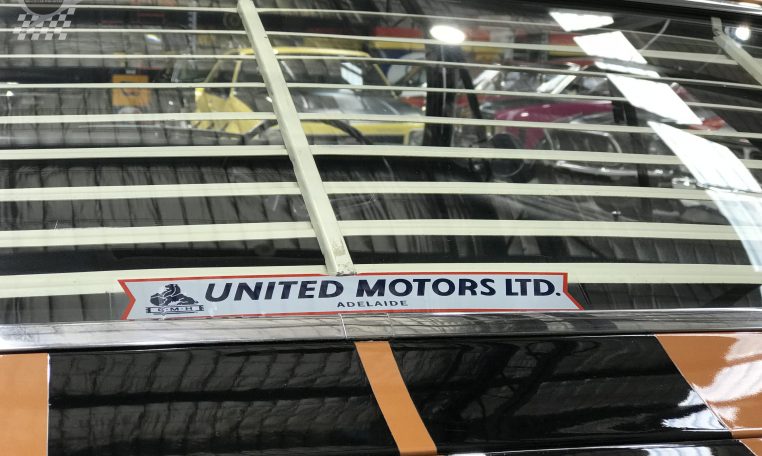 UNITED MOTORS LTD.
ADELAIDE
G-M-H